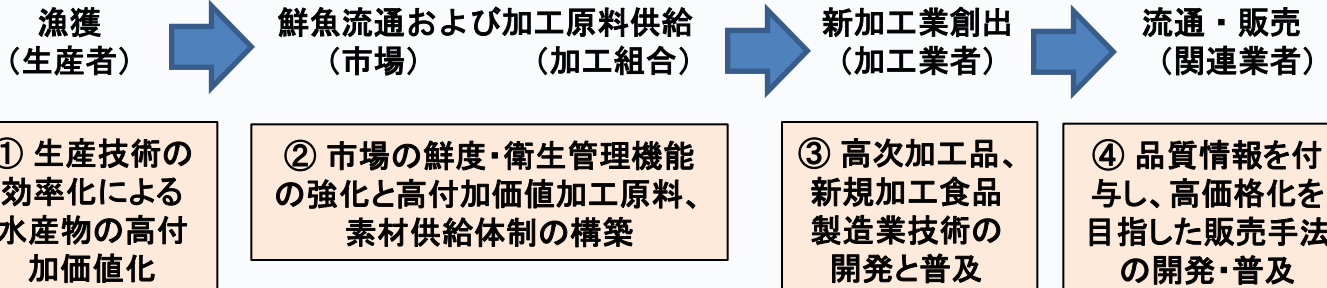 漁獲
（生産者）
鮮魚流通および加工原料供給
（市場）　　　（加工組合）
新加工業創出
（加工業者）
流通・販売
（関連業者）
① 生産技術の
効率化による
水産物の高付
加価値化
② 市場の鮮度・衛生管理機能
の強化と高付加価値加工原料、
素材供給体制の構築
③ 高次加工品、
新規加工食品
製造業技術の
開発と普及
④ 品質情報を付
与し、高価格化を
目指した販売手法
の開発・普及